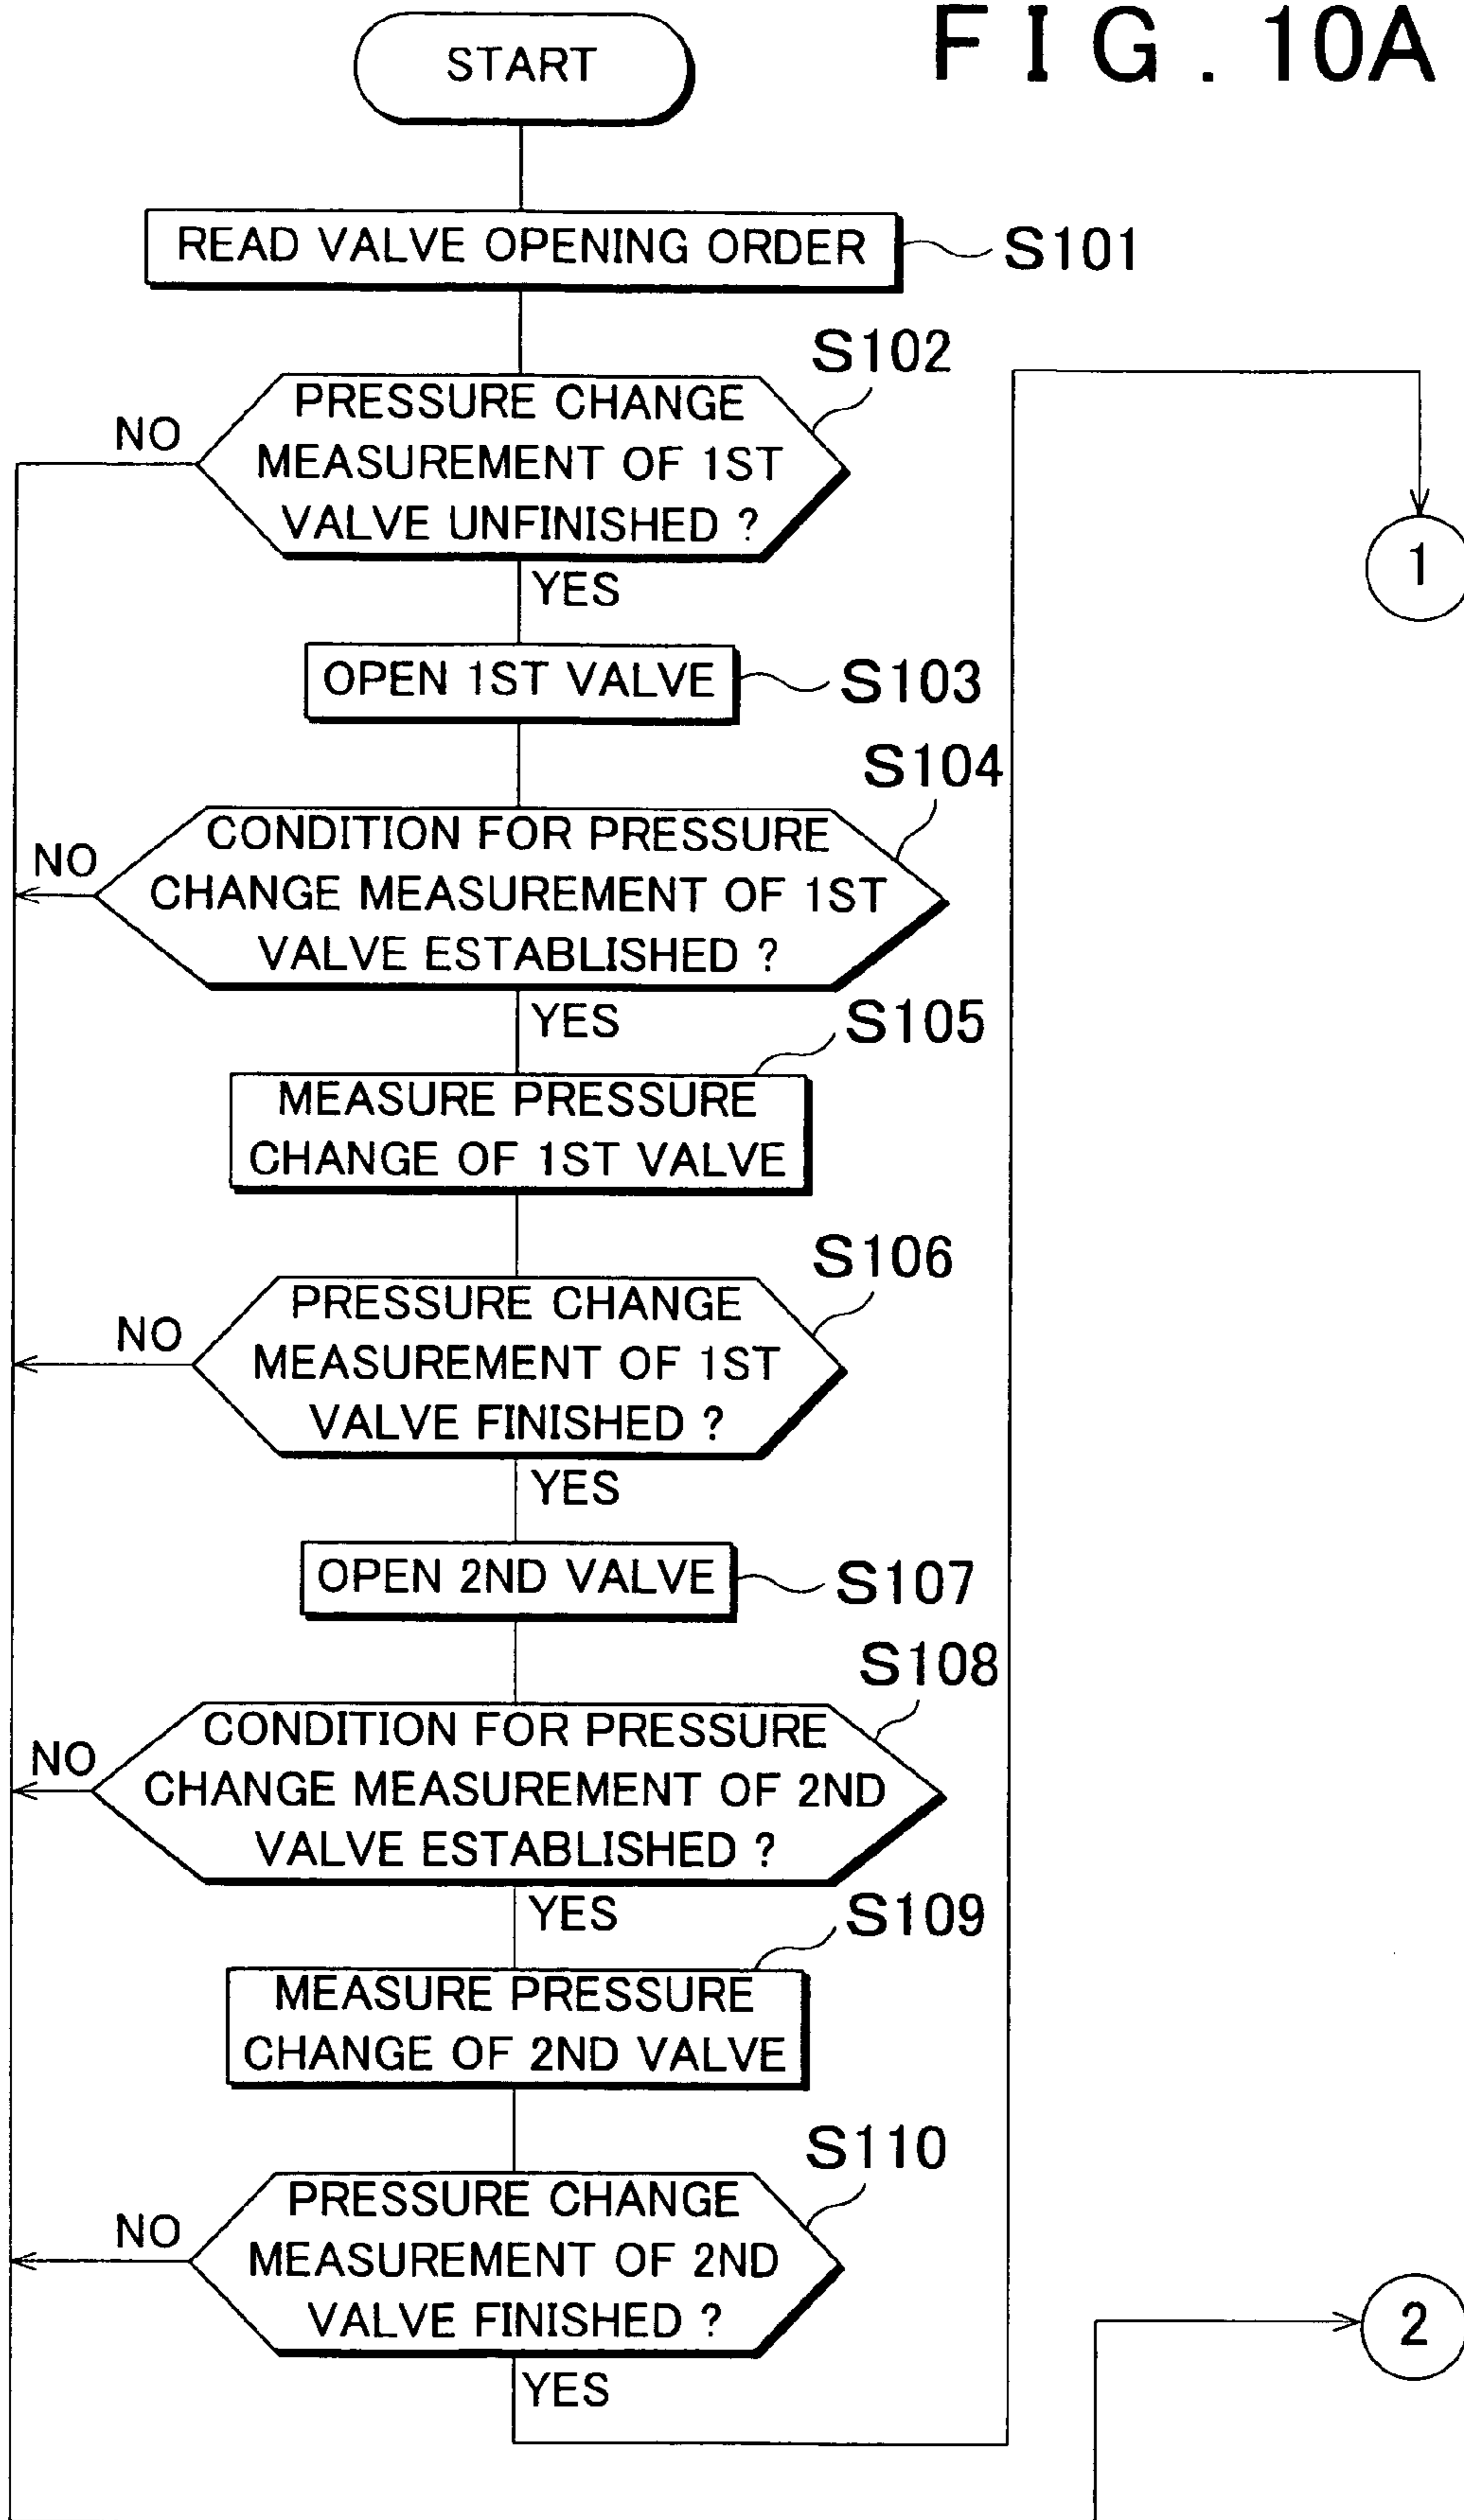 FIG. 10A
START
READ VALVE OPENING ORDER
S101
S102
PRESSURE CHANGE
MEASUREMENT OF 1ST
VALVE UNFINISHED ?
NO
YES
1
OPEN 1ST VALVE
S103
S104
CONDITION FOR PRESSURE
CHANGE MEASUREMENT OF 1ST
VALVE ESTABLISHED ?
NO
YES
S105
MEASURE PRESSURE
CHANGE OF 1ST VALVE
S106
PRESSURE CHANGE
MEASUREMENT OF 1ST
VALVE FINISHED ?
NO
YES
OPEN 2ND VALVE
S107
S108
CONDITION FOR PRESSURE
CHANGE MEASUREMENT OF 2ND
VALVE ESTABLISHED ?
NO
YES
S109
MEASURE PRESSURE
CHANGE OF 2ND VALVE
S110
PRESSURE CHANGE
MEASUREMENT OF 2ND
VALVE FINISHED ?
NO
YES
2